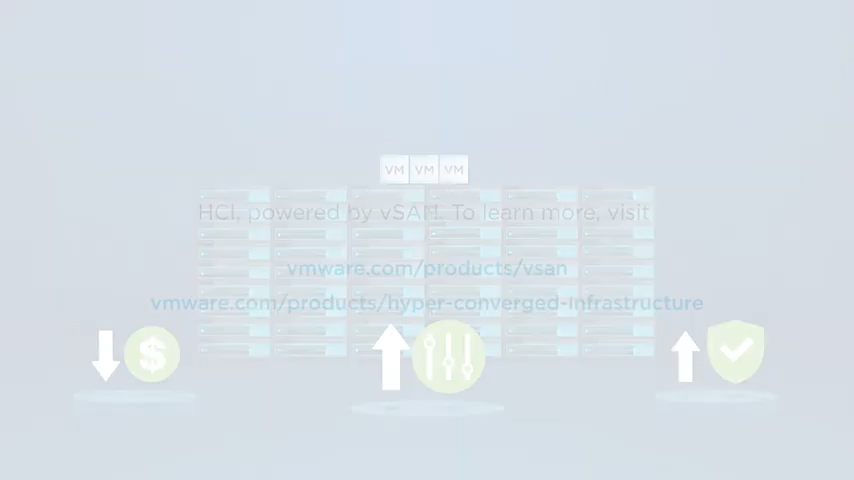 VM VM VM
HCI, powered by vSAN. To learn more, visit
vmware.com/products/vsan
vmware.com/products/hyper-converged-infrastructure
$